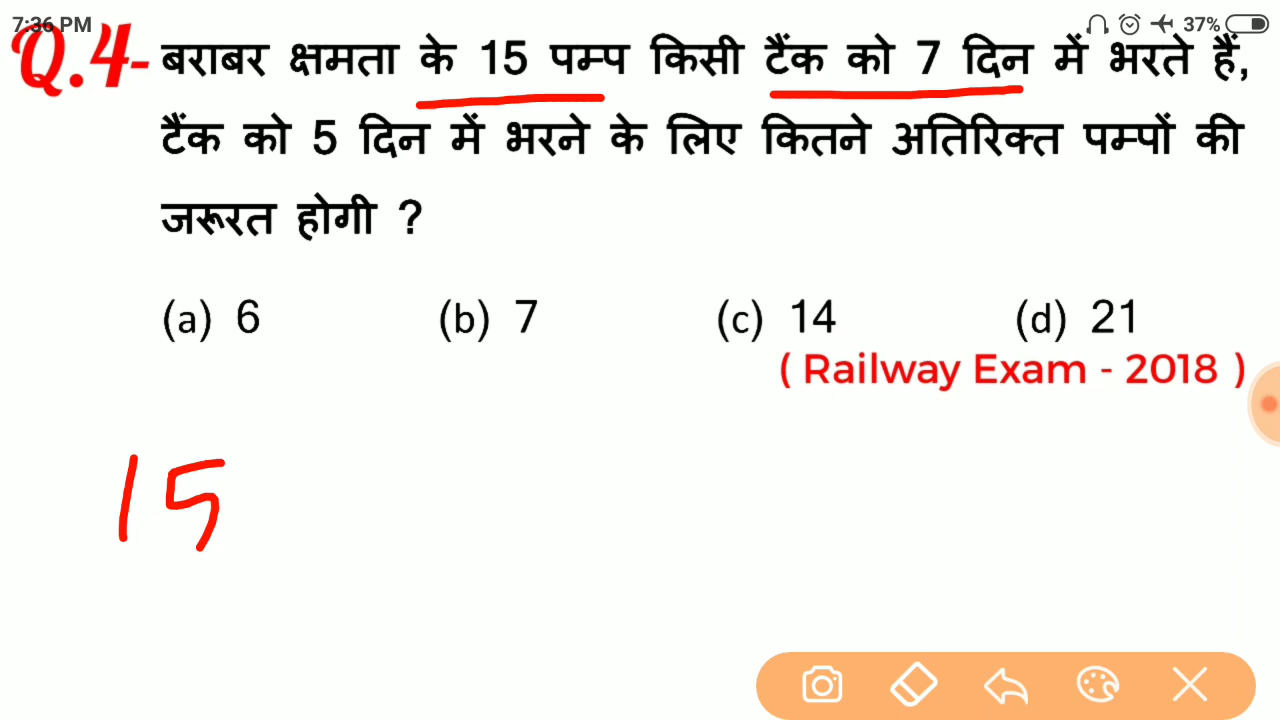 7:36 PM 37%
Q.4- बराबर क्षमता के 15 पम्प किसी टैंक को 7 दिन में भरते हैं,
टैंक को 5 दिन में भरने के लिए कितने अतिरिक्त पम्पों की
जरूरत होगी ?
(a) 6 (b) 7 (c) 14 (d) 21
( Railway Exam - 2018 )
15